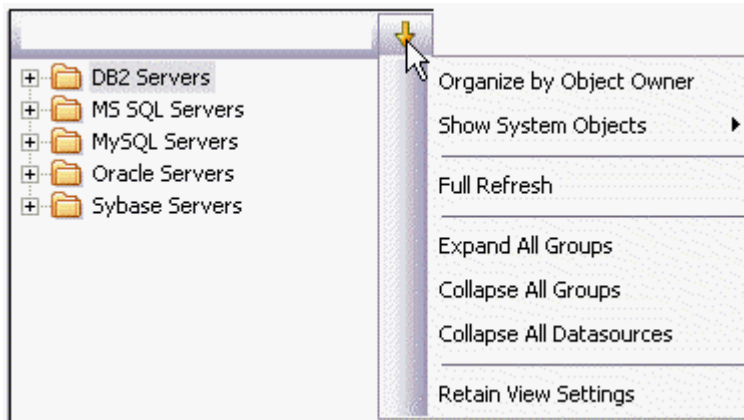 DB2 Servers
MS SQL Servers
MySQL Servers
Oracle Servers
Sybase Servers
Organize by Object Owner
Show System Objects
Full Refresh
Expand All Groups
Collapse All Groups
Collapse All Datasources
Retain View Settings